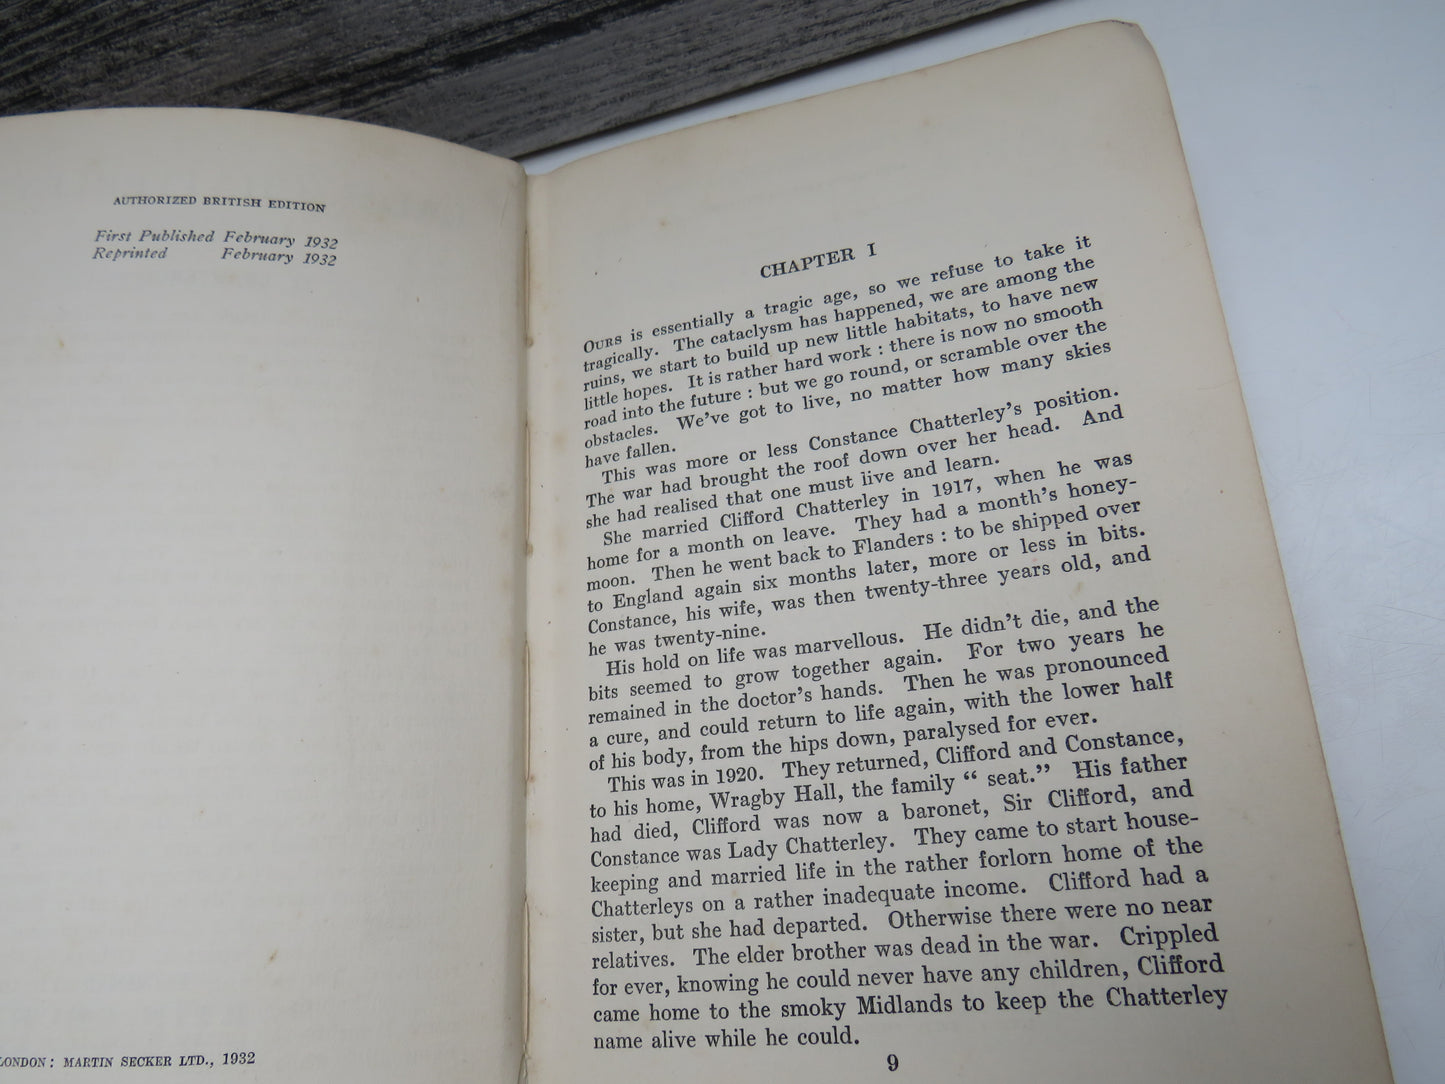 AUTHORIZED BRITISH EDITION
First Published February 1932
Reprinted February 1932
LONDON: MARTIN SECKER LTD., 1932
CHAPTER I
OURS is essentially a tragic age, so we refuse to take it
tragically. The cataclysm has happened, we are among the
ruins, we start to build up new little habitats, to have new
little hopes. It is rather hard work : there is now no smooth
road into the future : but we go round, or scramble over the
obstacles. We've got to live, no matter how many skies
have fallen.
This was more or less Constance Chatterley's position.
The war had brought the roof down over her head. And
she had realised that one must live and learn.
She married Clifford Chatterley in 1917, when he was
home for a month on leave. They had a month's honey-
moon. Then he went back to Flanders : to be shipped over
to England again six months later, more or less in bits.
Constance, his wife, was then twenty-three years old, and
he was twenty-nine.
His hold on life was marvellous. He didn't die, and the
bits seemed to grow together again. For two years he
remained in the doctor's hands. Then he was pronounced
a cure, and could return to life again, with the lower half
of his body, from the hips down, paralysed for ever.
This was in 1920. They returned, Clifford and Constance,
to his home, Wragby Hall, the family " seat." His father
had died, Clifford was now a baronet, Sir Clifford, and
Constance was Lady Chatterley. They came to start house-
keeping and married life in the rather forlorn home of the
Chatterleys on a rather inadequate income. Clifford had a
sister, but she had departed. Otherwise there were no near
relatives. The elder brother was dead in the war. Crippled
for ever, knowing he could never have any children, Clifford
came home to the smoky Midlands to keep the Chatterley
name alive while he could.
9